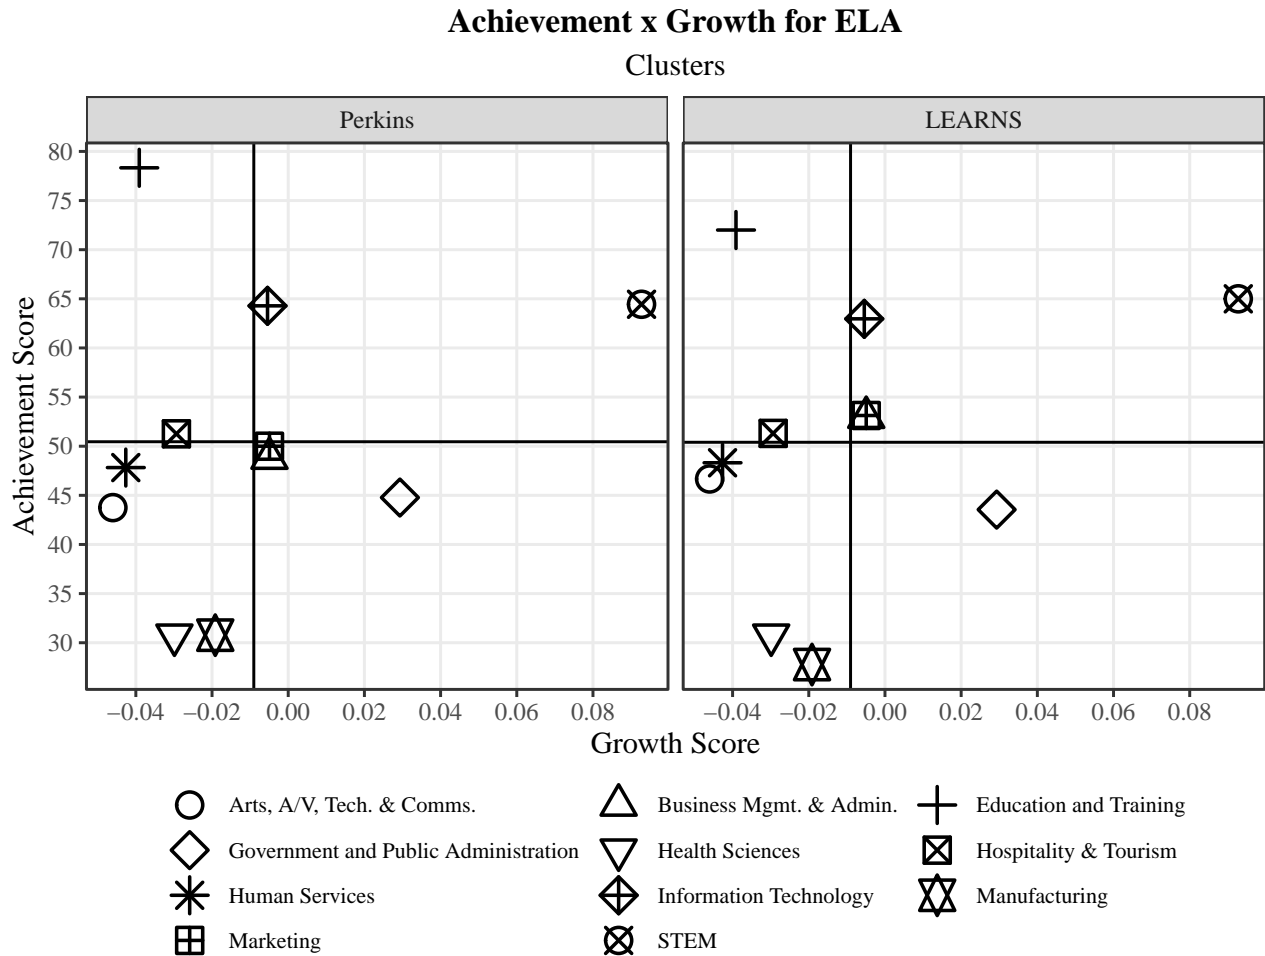 Achievement x Growth for ELA
Clusters
Perkins LEARNS
80
75
70
65
60
55
50
45
40
35
30
Achievement Score
−0.04 −0.02 0.00 0.02 0.04 0.06 0.08 −0.04 −0.02 0.00 0.02 0.04 0.06 0.08
Growth Score
Arts, A/V, Tech. & Comms. Business Mgmt. & Admin. Education and Training
Government and Public Administration Health Sciences Hospitality & Tourism
Human Services Information Technology Manufacturing
Marketing STEM